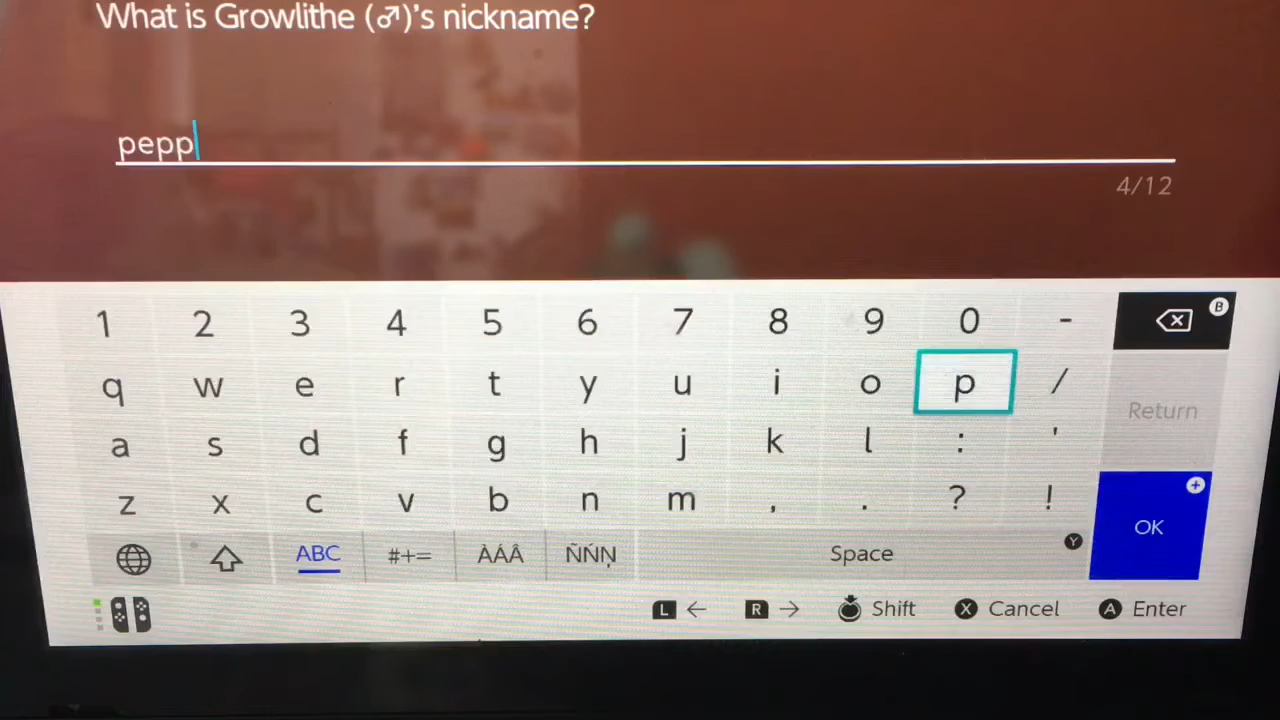 What is Growlithe (♂)'s nickname?
pepp
4/12
1 2 3 4 5 6 7 8 9 0 - B
q w e r t y u i o p /
Return
a s d f g h j k l : '
z x c v b n m , . ? ! +
OK
ABC #+= ÀÁÂ ÑŃŅ Space Y
L ← R → Shift X Cancel A Enter